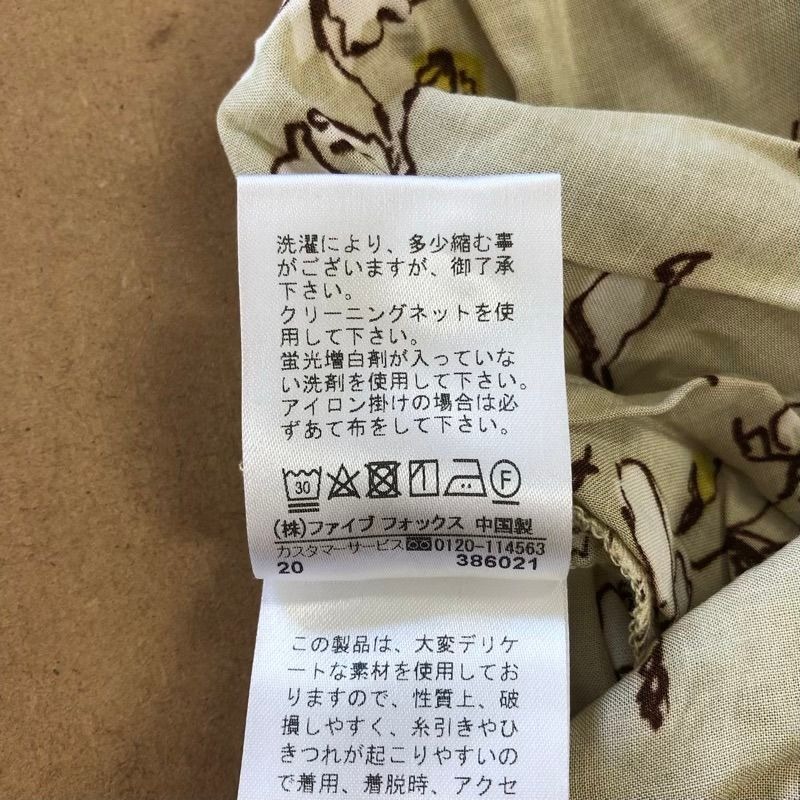 洗濯により、多少縮む事
がございますが、御了承
下さい。
クリーニングネットを使
用して下さい。
蛍光増白剤が入っていな
い洗剤を使用して下さい。
アイロン掛けの場合は必
ずあて布をして下さい。
30
F
(株)ファイブ フォックス 中国製
カスタマーサービス 0120-114563
20 386021
この製品は、大変デリケ
ートな素材を使用してお
りますので、性質上、破
損しやすく、糸引きやひ
きつれが起こりやすいの
で着用、着脱時、アクセ